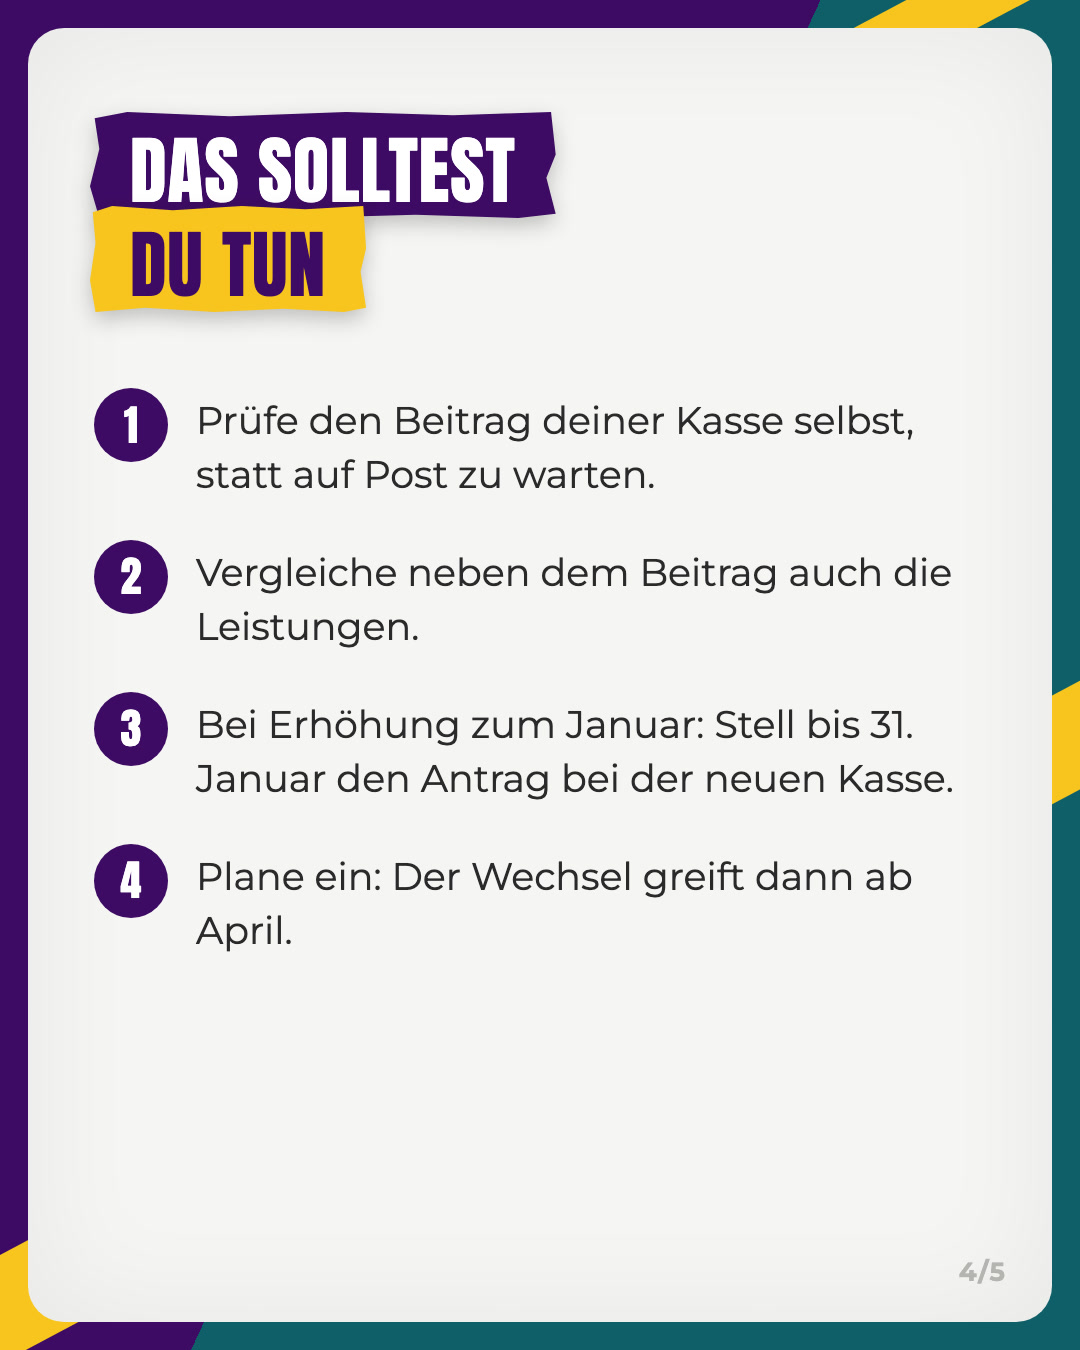 DAS SOLLTEST
DU TUN
1 Prüfe den Beitrag deiner Kasse selbst,
statt auf Post zu warten.
2 Vergleiche neben dem Beitrag auch die
Leistungen.
3 Bei Erhöhung zum Januar: Stell bis 31.
Januar den Antrag bei der neuen Kasse.
4 Plane ein: Der Wechsel greift dann ab
April.
4/5